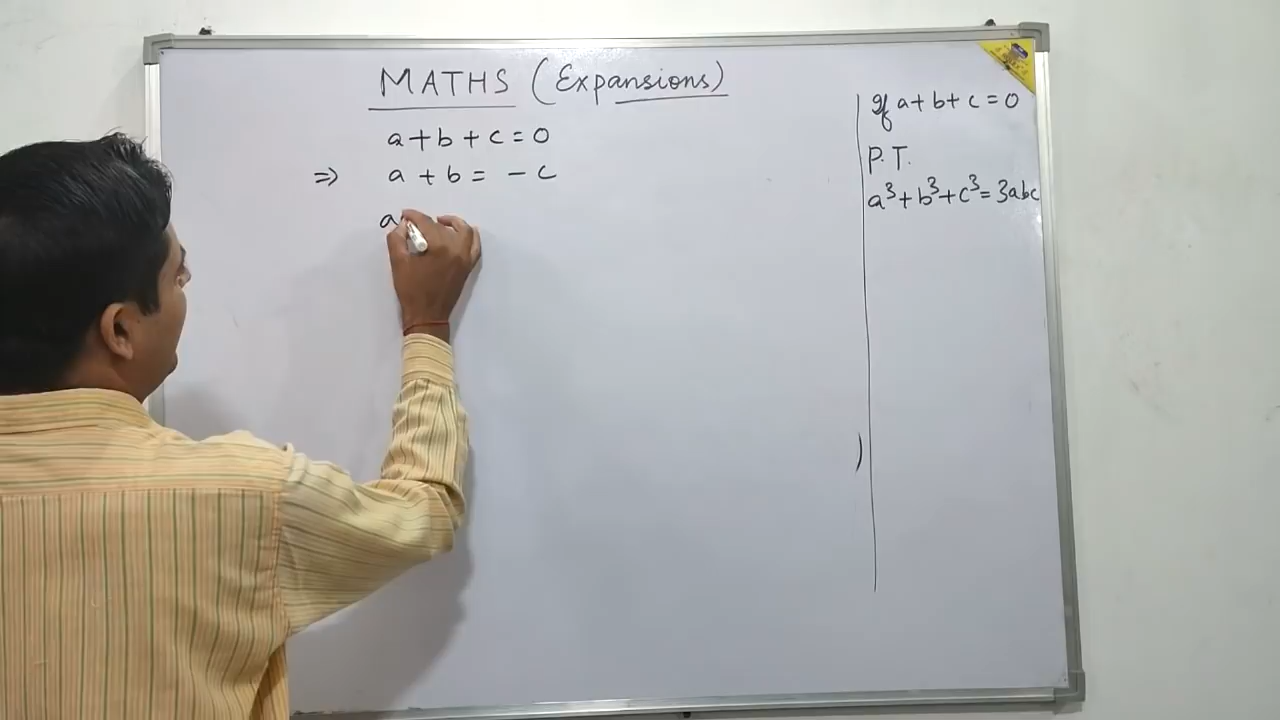 MATHS (Expansions)
a + b + c = 0
⇒ a + b = - c
a
If a + b + c = 0
P.T.
a³ + b³ + c³ = 3abc
)